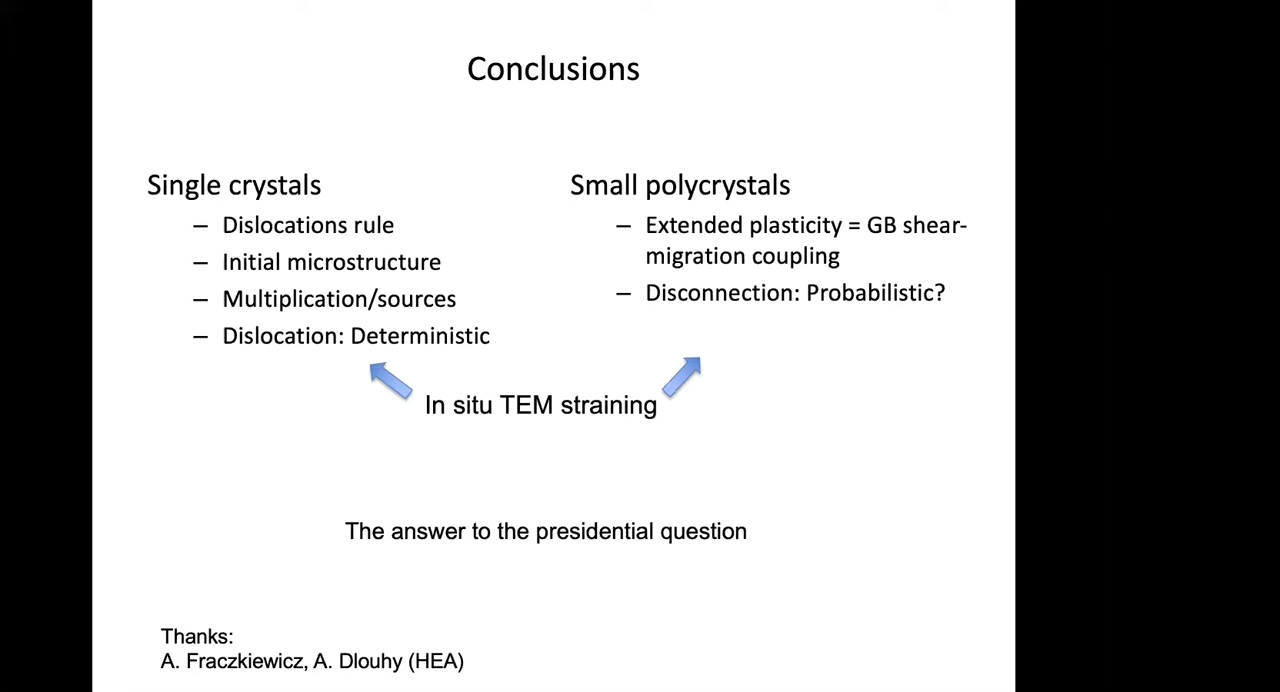 Conclusions
Single crystals
– Dislocations rule
– Initial microstructure
– Multiplication/sources
– Dislocation: Deterministic
Small polycrystals
– Extended plasticity = GB shear-
migration coupling
– Disconnection: Probabilistic?
In situ TEM straining
The answer to the presidential question
Thanks:
A. Fraczkiewicz, A. Dlouhy (HEA)